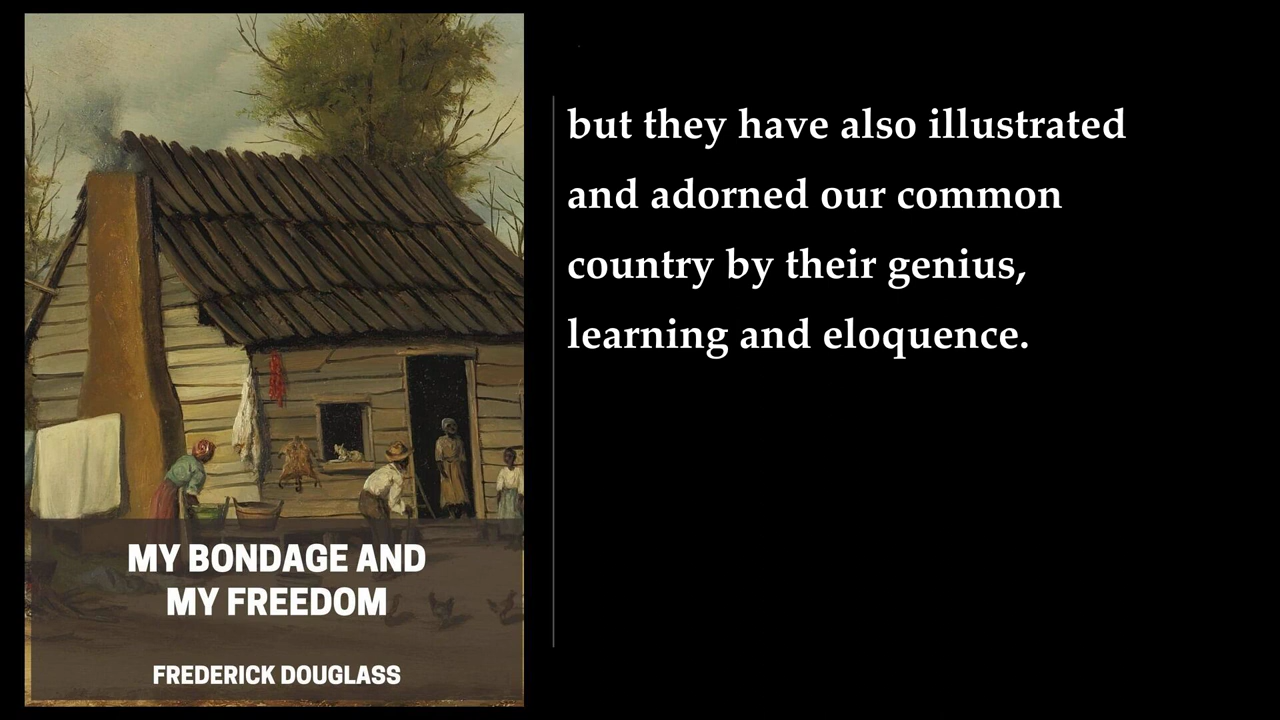 but they have also illustrated
and adorned our common
country by their genius,
learning and eloquence.
MY BONDAGE AND
MY FREEDOM
FREDERICK DOUGLASS